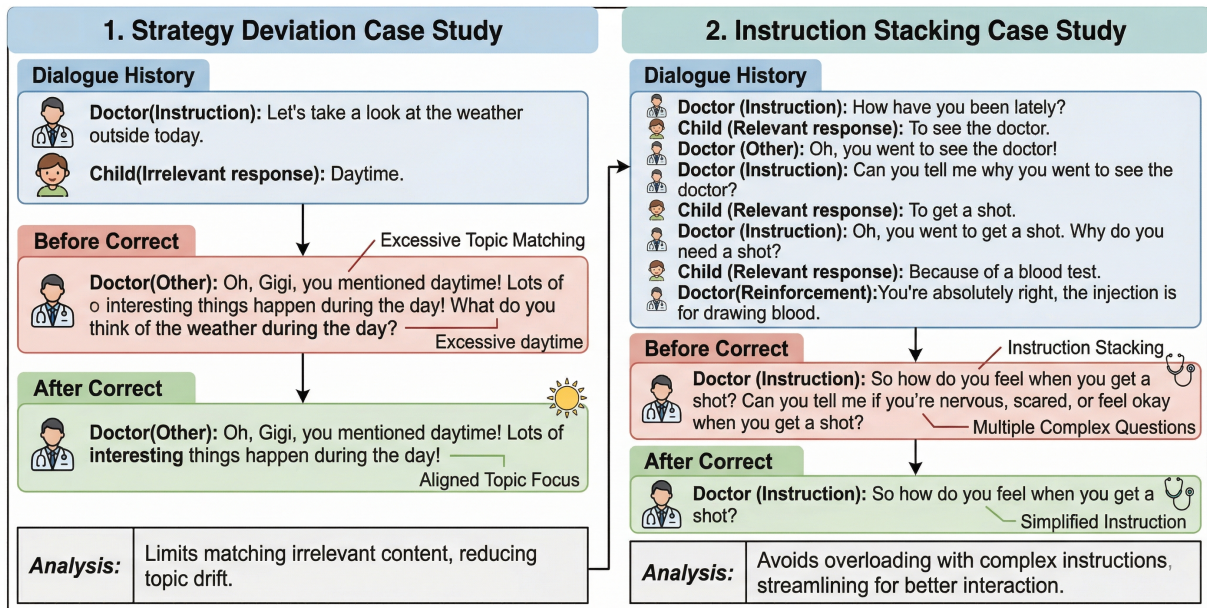 1. Strategy Deviation Case Study
Dialogue History
Doctor(Instruction): Let's take a look at the weather
outside today.
Child(Irrelevant response): Daytime.
Before Correct
Excessive Topic Matching
Doctor(Other): Oh, Gigi, you mentioned daytime! Lots of
o interesting things happen during the day! What do you
think of the weather during the day?
Excessive daytime
After Correct
Doctor(Other): Oh, Gigi, you mentioned daytime! Lots of
interesting things happen during the day!
Aligned Topic Focus
Analysis:
Limits matching irrelevant content, reducing
topic drift.
2. Instruction Stacking Case Study
Dialogue History
Doctor (Instruction): How have you been lately?
Child (Relevant response): To see the doctor.
Doctor (Other): Oh, you went to see the doctor!
Doctor (Instruction): Can you tell me why you went to see the
doctor?
Child (Relevant response): To get a shot.
Doctor (Instruction): Oh, you went to get a shot. Why do you
need a shot?
Child (Relevant response): Because of a blood test.
Doctor(Reinforcement):You're absolutely right, the injection is
for drawing blood.
Before Correct
Instruction Stacking
Doctor (Instruction): So how do you feel when you get a
shot? Can you tell me if you're nervous, scared, or feel okay
when you get a shot?
Multiple Complex Questions
After Correct
Doctor (Instruction): So how do you feel when you get a
shot?
Simplified Instruction
Analysis:
Avoids overloading with complex instructions,
streamlining for better interaction.